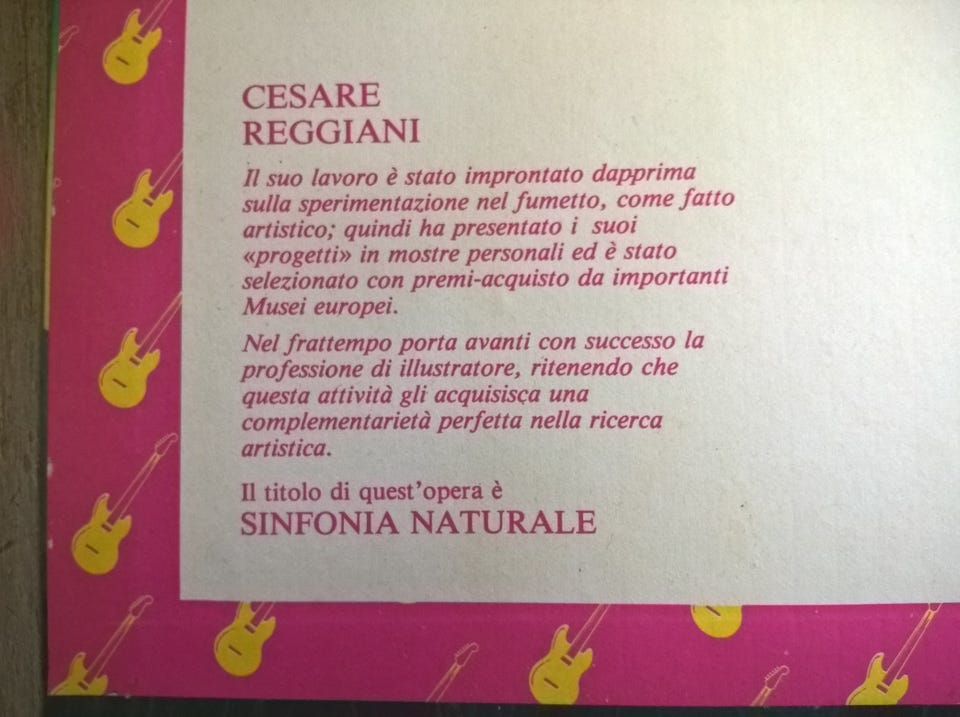 CESARE
REGGIANI
Il suo lavoro è stato improntato dapprima
sulla sperimentazione nel fumetto, come fatto
artistico; quindi ha presentato i suoi
«progetti» in mostre personali ed è stato
selezionato con premi-acquisto da importanti
Musei europei.
Nel frattempo porta avanti con successo la
professione di illustratore, ritenendo che
questa attività gli acquisisca una
complementarietà perfetta nella ricerca
artistica.
Il titolo di quest'opera è
SINFONIA NATURALE